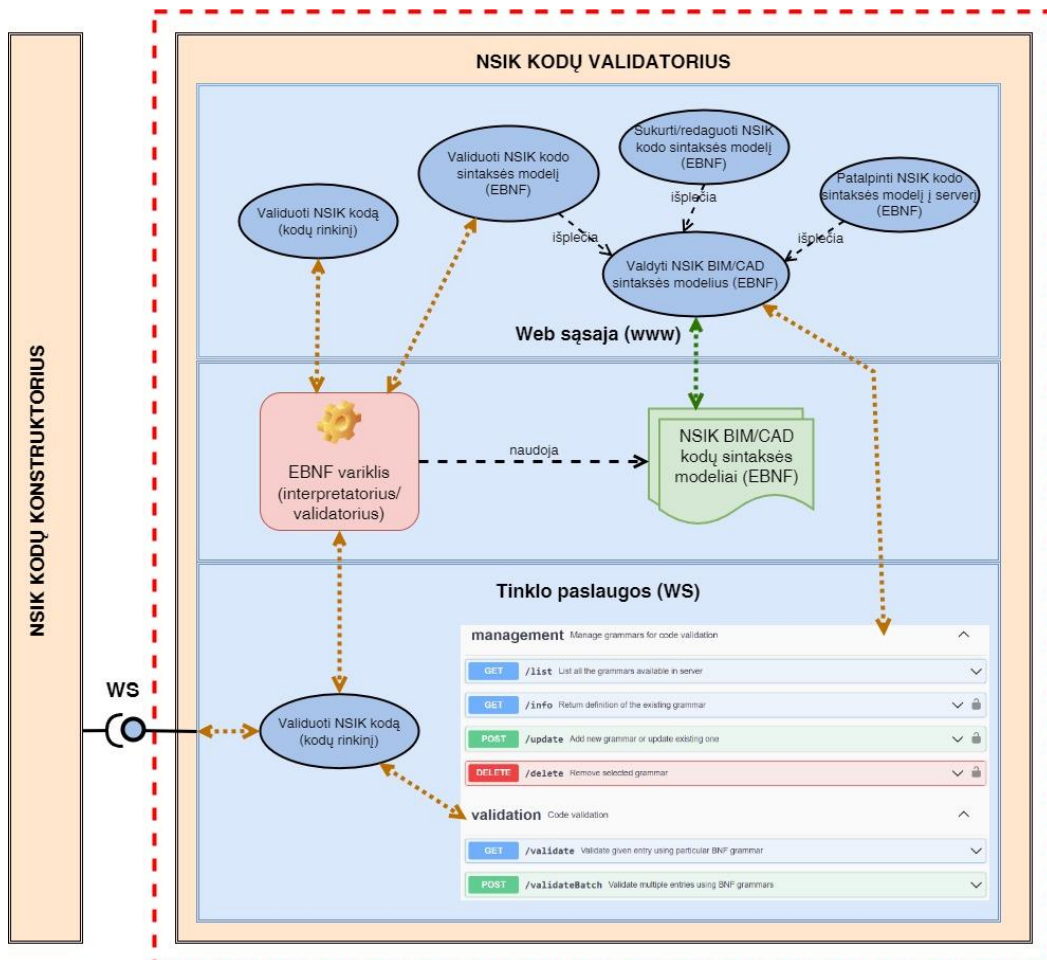 NSIK KODŲ KONSTRUKTORIUS
WS
NSIK KODŲ VALIDATORIUS
Validuoti NSIK kodą
(kodų rinkinį)
Validuoti NSIK kodo
sintaksės modelį
(EBNF)
Sukurti/redaguoti NSIK
kodo sintaksės modelį
(EBNF)
Patalpinti NSIK kodo
sintaksės modelį į serverį
(EBNF)
išplečia
išplečia
išplečia
Valdyti NSIK BIM/CAD
sintaksės modelius (EBNF)
Web sąsaja (www)
EBNF variklis
(interpretatorius/
validatorius)
naudoja
NSIK BIM/CAD
kodų sintaksės
modeliai (EBNF)
Tinklo paslaugos (WS)
Validuoti NSIK kodą
(kodų rinkinį)
management Manage grammars for code validation
GET /list List all the grammars available in server
GET /info Return definition of the existing grammar
POST /update Add new grammar or update existing one
DELETE /delete Remove selected grammar
validation Code validation
GET /validate Validate given entry using particular BNF grammar
POST /validateBatch Validate multiple entries using BNF grammars